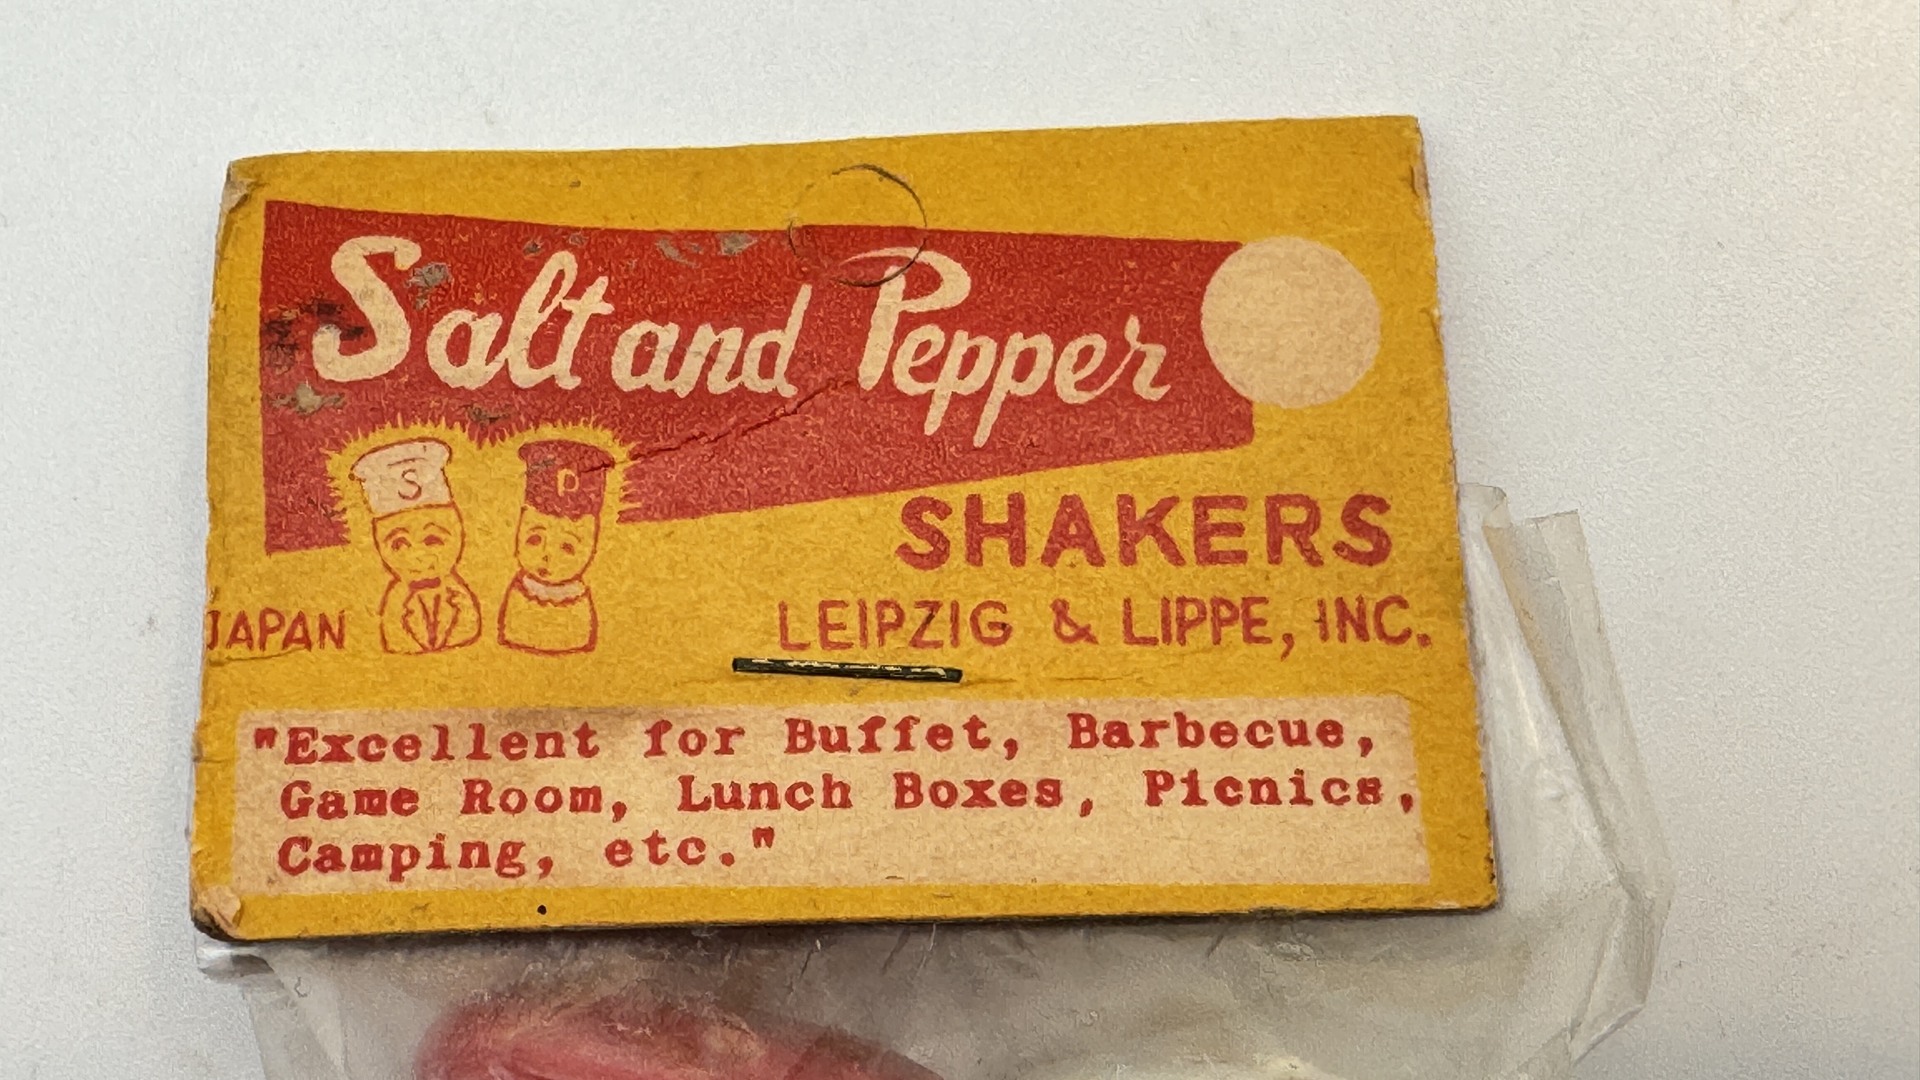 Salt and Pepper
S P
SHAKERS
JAPAN
LEIPZIG & LIPPE, INC.
"Excellent for Buffet, Barbecue,
Game Room, Lunch Boxes, Picnics,
Camping, etc."